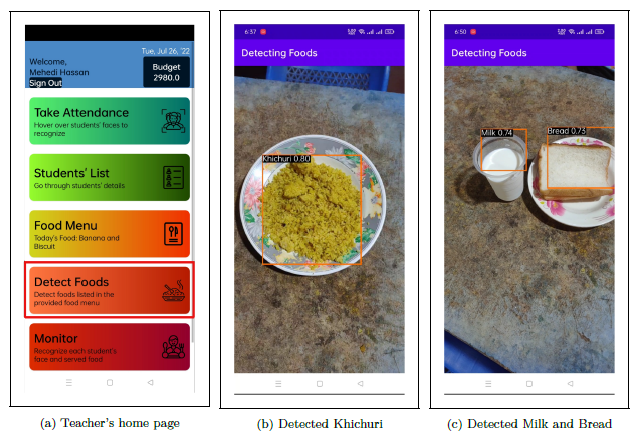 Tue, Jul 26, '22
Welcome,
Mehedi Hassan
Sign Out
Budget
2980.0
Take Attendance
Hover over students' faces to
recognize
Students' List
Go through students' details
Food Menu
Today's Food: Banana and
Biscuit
Detect Foods
Detect foods listed in the
provided food menu
Monitor
Recognize each student's
face and served food
(a) Teacher's home page
6:37
Detecting Foods
Khichuri 0.80
(b) Detected Khichuri
6:50
Detecting Foods
Milk 0.74
Bread 0.73
(c) Detected Milk and Bread